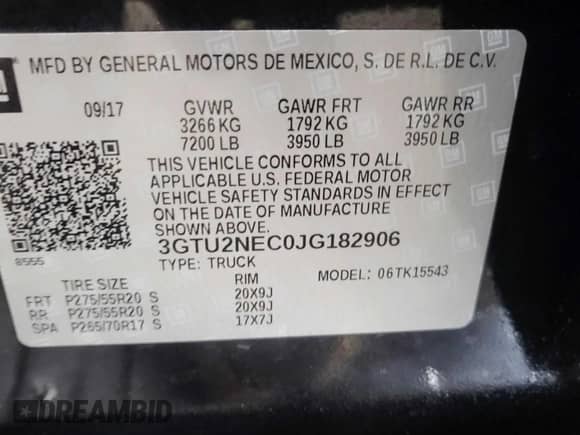 GM
MFD BY GENERAL MOTORS DE MEXICO, S. DE R.L. DE C.V.
09/17 GVWR GAWR FRT GAWR RR
3266 KG 1792 KG 1792 KG
7200 LB 3950 LB 3950 LB
THIS VEHICLE CONFORMS TO ALL
APPLICABLE U.S. FEDERAL MOTOR
VEHICLE SAFETY STANDARDS IN EFFECT
ON THE DATE OF MANUFACTURE
SHOWN ABOVE.
8555
3GTU2NEC0JG182906
TYPE: TRUCK MODEL: 06TK15543
TIRE SIZE RIM
FRT P275/55R20 S 20X9J
RR P275/55R20 S 20X9J
SPA P265/70R17 S 17X7J
DREAMBID